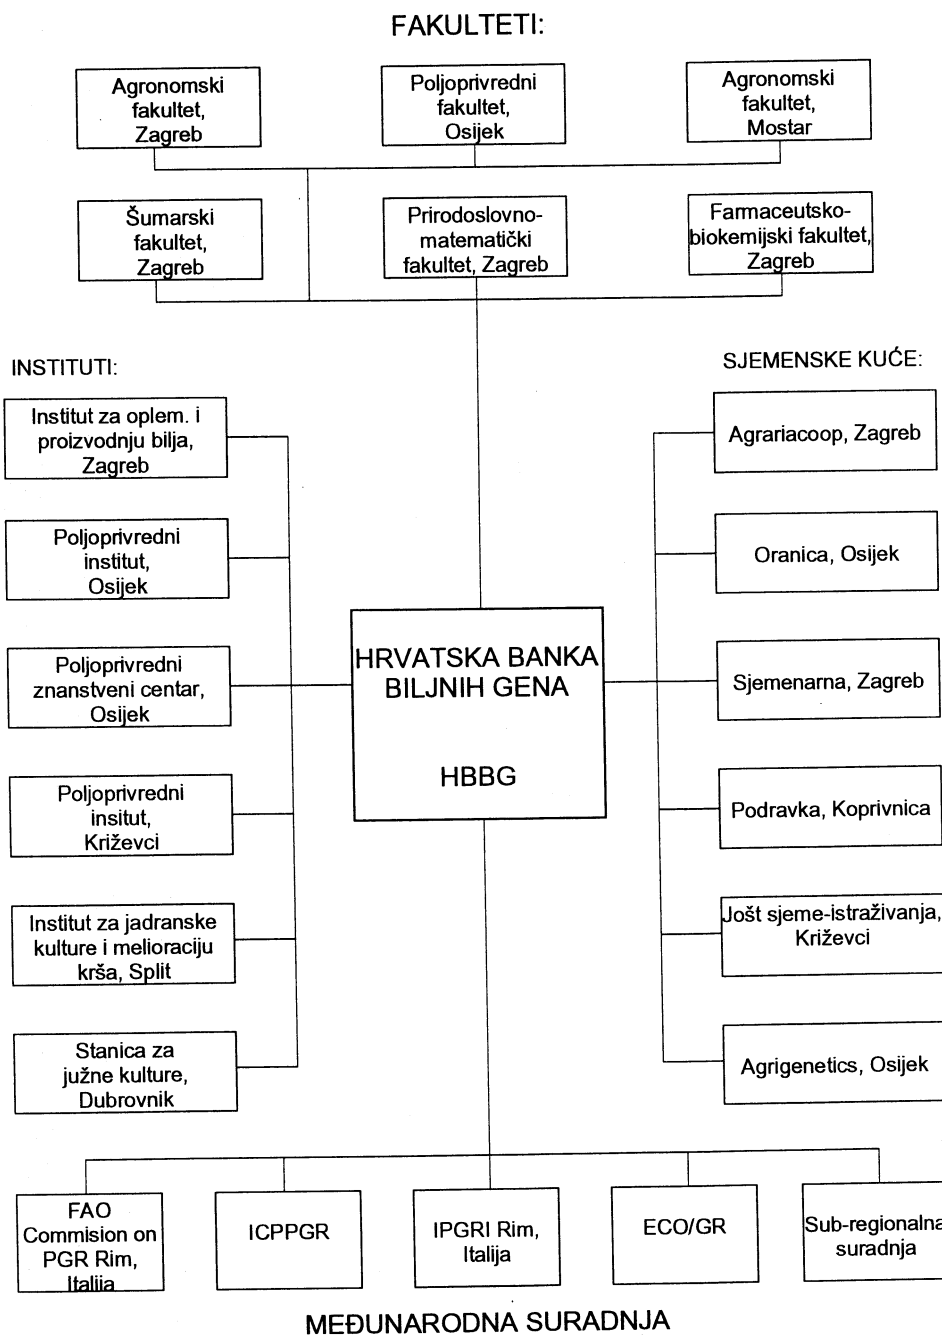 FAKULTETI:
Agronomski
fakultet,
Zagreb
Poljoprivredni
fakultet,
Osijek
Agronomski
fakultet,
Mostar
Šumarski
fakultet,
Zagreb
Prirodoslovno-
matematički
fakultet, Zagreb
Farmaceutsko-
biokemijski fakultet,
Zagreb
INSTITUTI:
Institut za oplem. i
proizvodnju bilja,
Zagreb
Poljoprivredni
institut,
Osijek
Poljoprivredni
znanstveni centar,
Osijek
Poljoprivredni
insitut,
Križevci
Institut za jadranske
kulture i melioraciju
krša, Split
Stanica za
južne kulture,
Dubrovnik
HRVATSKA BANKA
BILJNIH GENA
HBBG
SJEMENSKE KUĆE:
Agrariacoop, Zagreb
Oranica, Osijek
Sjemenarna, Zagreb
Podravka, Koprivnica
Jošt sjeme-istraživanja,
Križevci
Agrigenetics, Osijek
FAO
Commision on
PGR Rim,
Italija
ICPPGR
IPGRI Rim,
Italija
ECO/GR
Sub-regionalna
suradnja
MEĐUNARODNA SURADNJA